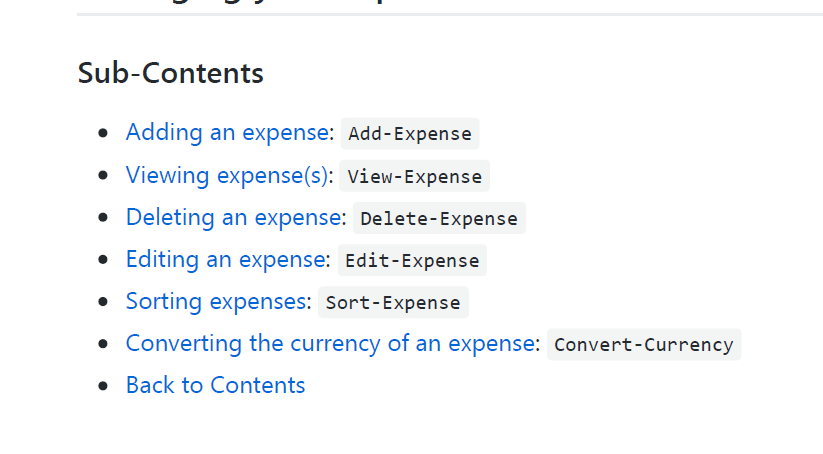 Sub-Contents
Adding an expense: Add-Expense
Viewing expense(s): View-Expense
Deleting an expense: Delete-Expense
Editing an expense: Edit-Expense
Sorting expenses: Sort-Expense
Converting the currency of an expense: Convert-Currency
Back to Contents